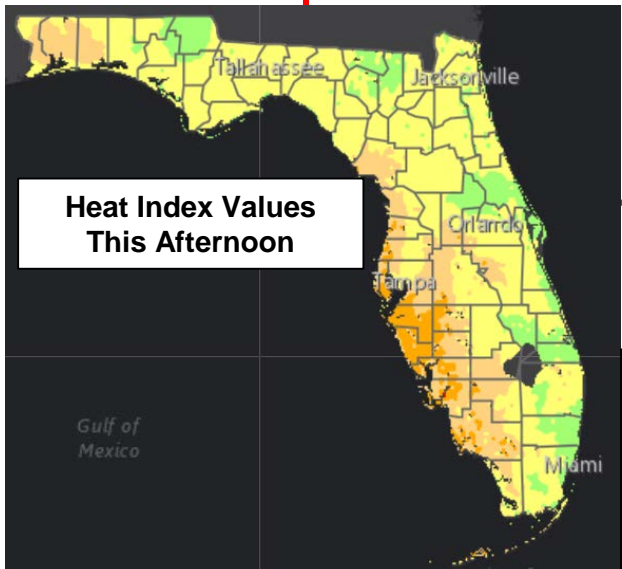 Tallahassee
Jacksonville
Heat Index Values
This Afternoon
Orlando
Tampa
Gulf of
Mexico
Miami